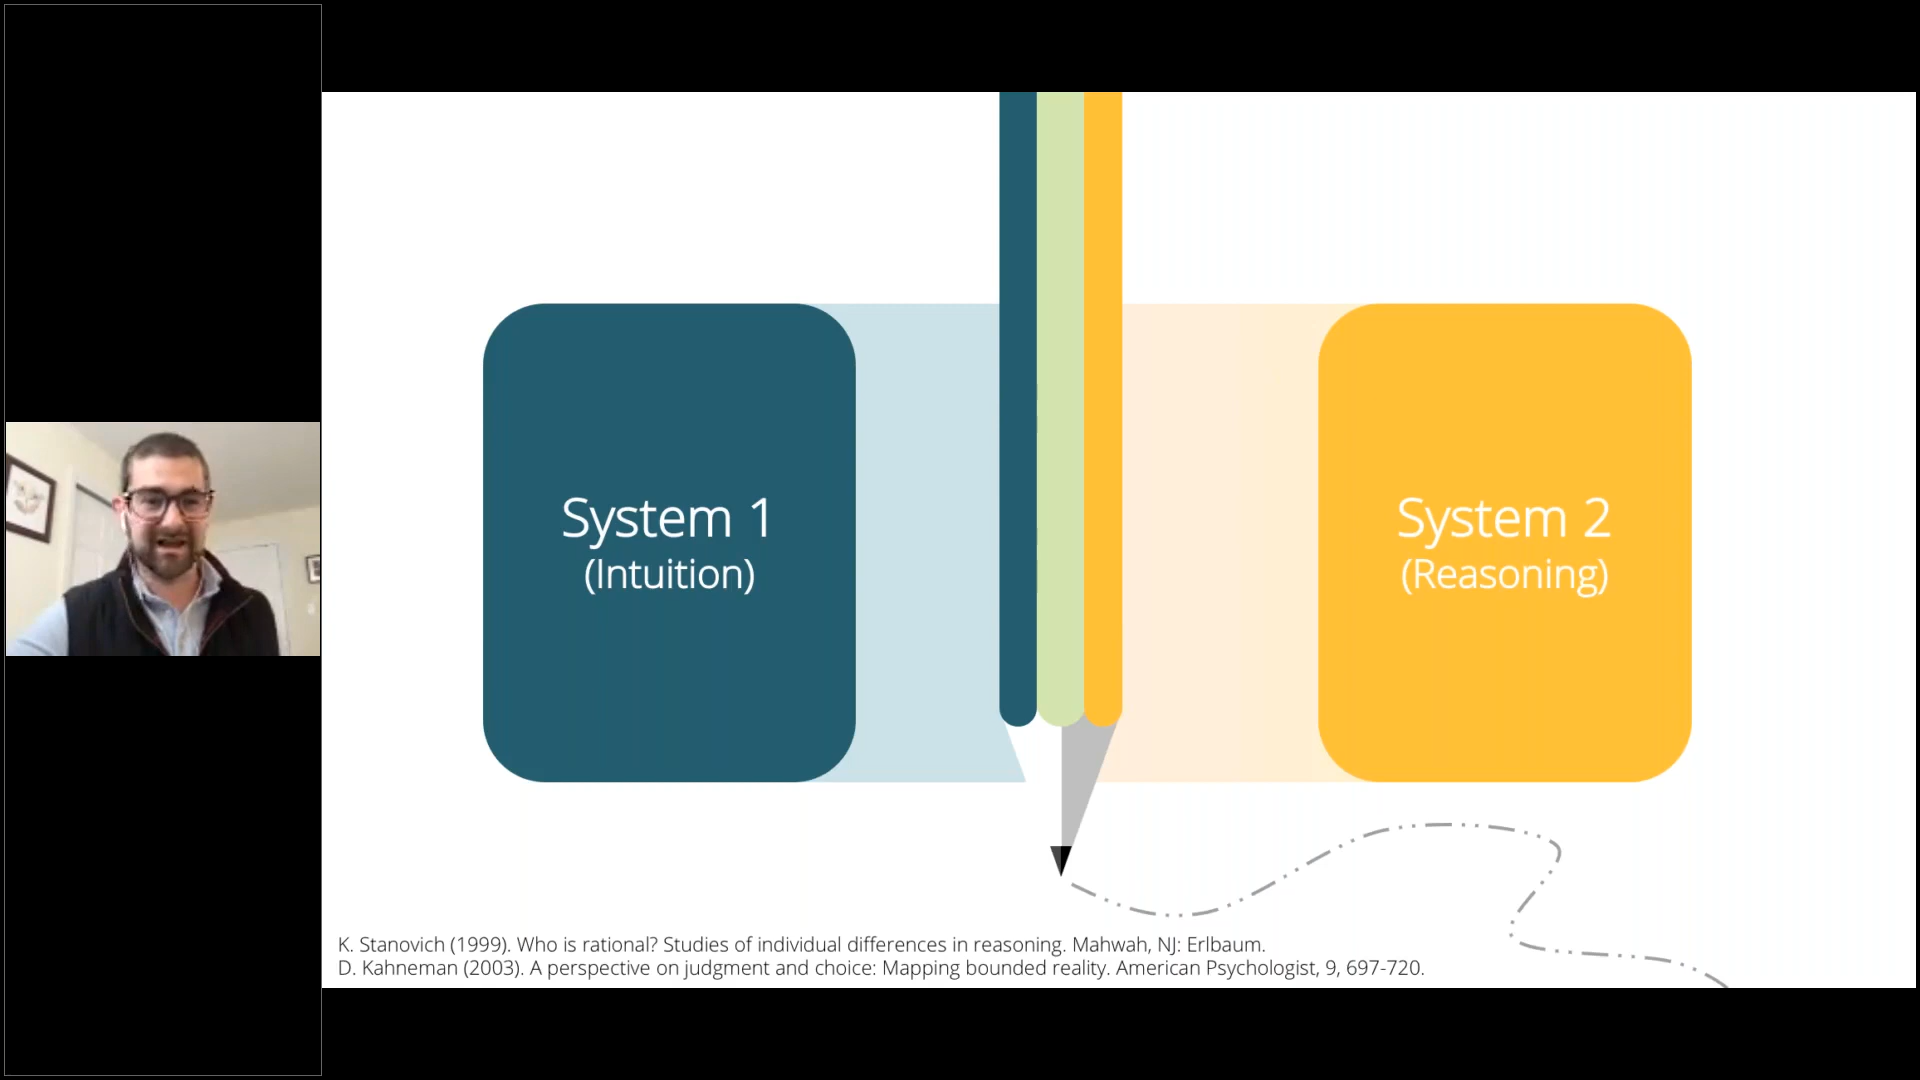 System 1
(Intuition)
System 2
(Reasoning)
K. Stanovich (1999). Who is rational? Studies of individual differences in reasoning. Mahwah, NJ: Erlbaum.
D. Kahneman (2003). A perspective on judgment and choice: Mapping bounded reality. American Psychologist, 9, 697-720.